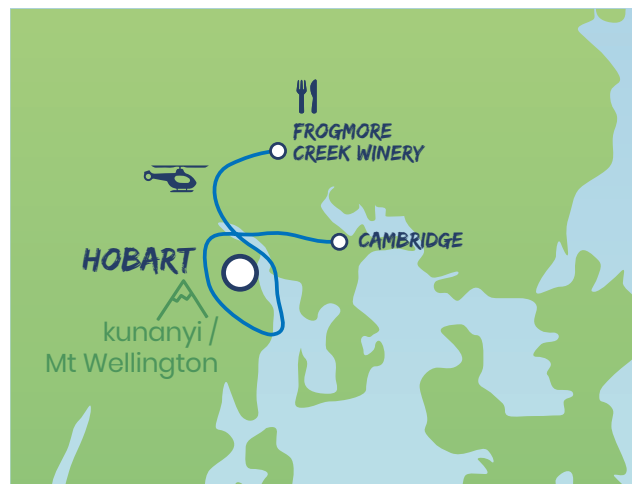 FROGMORE
CREEK WINERY
CAMBRIDGE
HOBART
kunanyi /
Mt Wellington